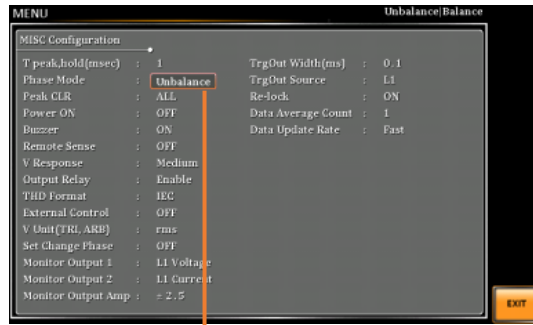 MENU
Unbalance|Balance
MISC Configuration
T peak,hold(msec) : 1
Phase Mode : Unbalance
Peak CLR : ALL
Power ON : OFF
Buzzer : ON
Remote Sense : OFF
V Response : Medium
Output Relay : Enable
THD Format : IEC
External Control : OFF
V Unit(TRI, ARB) : rms
Set Change Phase : OFF
Monitor Output 1 : L1 Voltage
Monitor Output 2 : L1 Current
Monitor Output Amp : ± 2.5
TrgOut Width(ms) : 0.1
TrgOut Source : L1
Re-lock : ON
Data Average Count : 1
Data Update Rate : Fast
EXIT